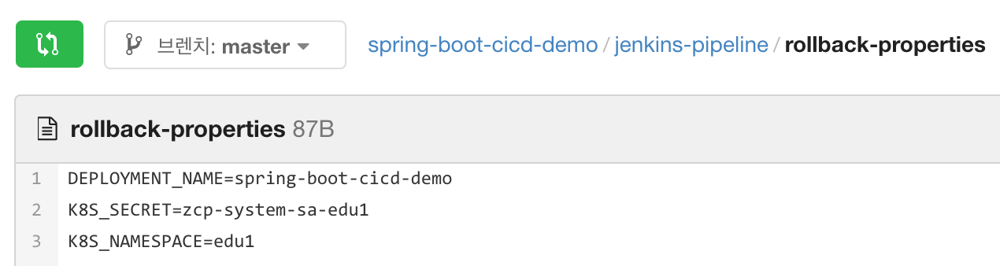 브렌치: master
spring-boot-cicd-demo / jenkins-pipeline / rollback-properties
rollback-properties 87B
1 DEPLOYMENT_NAME=spring-boot-cicd-demo
2 K8S_SECRET=zcp-system-sa-edu1
3 K8S_NAMESPACE=edu1